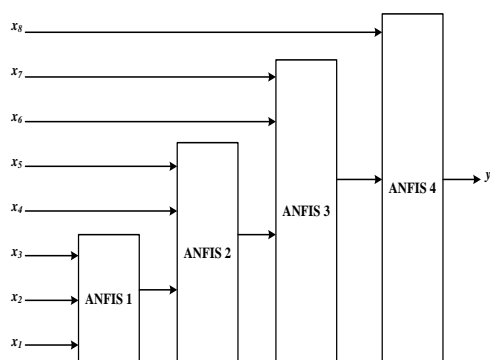 x8
x7
x6
x5
x4
x3
x2
x1
ANFIS 1
ANFIS 2
ANFIS 3
ANFIS 4
y